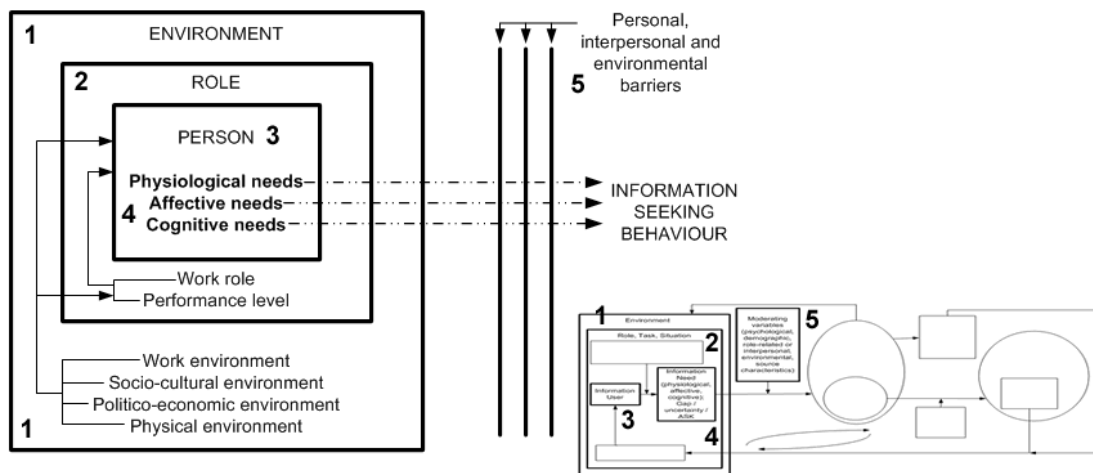 1
ENVIRONMENT
2
ROLE
PERSON 3
Physiological needs
Affective needs
4
Cognitive needs
Work role
Performance level
Work environment
Socio-cultural environment
Politico-economic environment
1
Physical environment
Personal,
interpersonal and
environmental
barriers
5
INFORMATION
SEEKING
BEHAVIOUR
1
Environment
Role, Task, Situation
2
Information
User
3
Information
Need
(physiological,
affective,
cognitive);
Gap /
uncertainty /
ASK
4
Moderating
variables
(psychological,
demographic,
role-related or
interpersonal,
environmental,
source
characteristics)
5